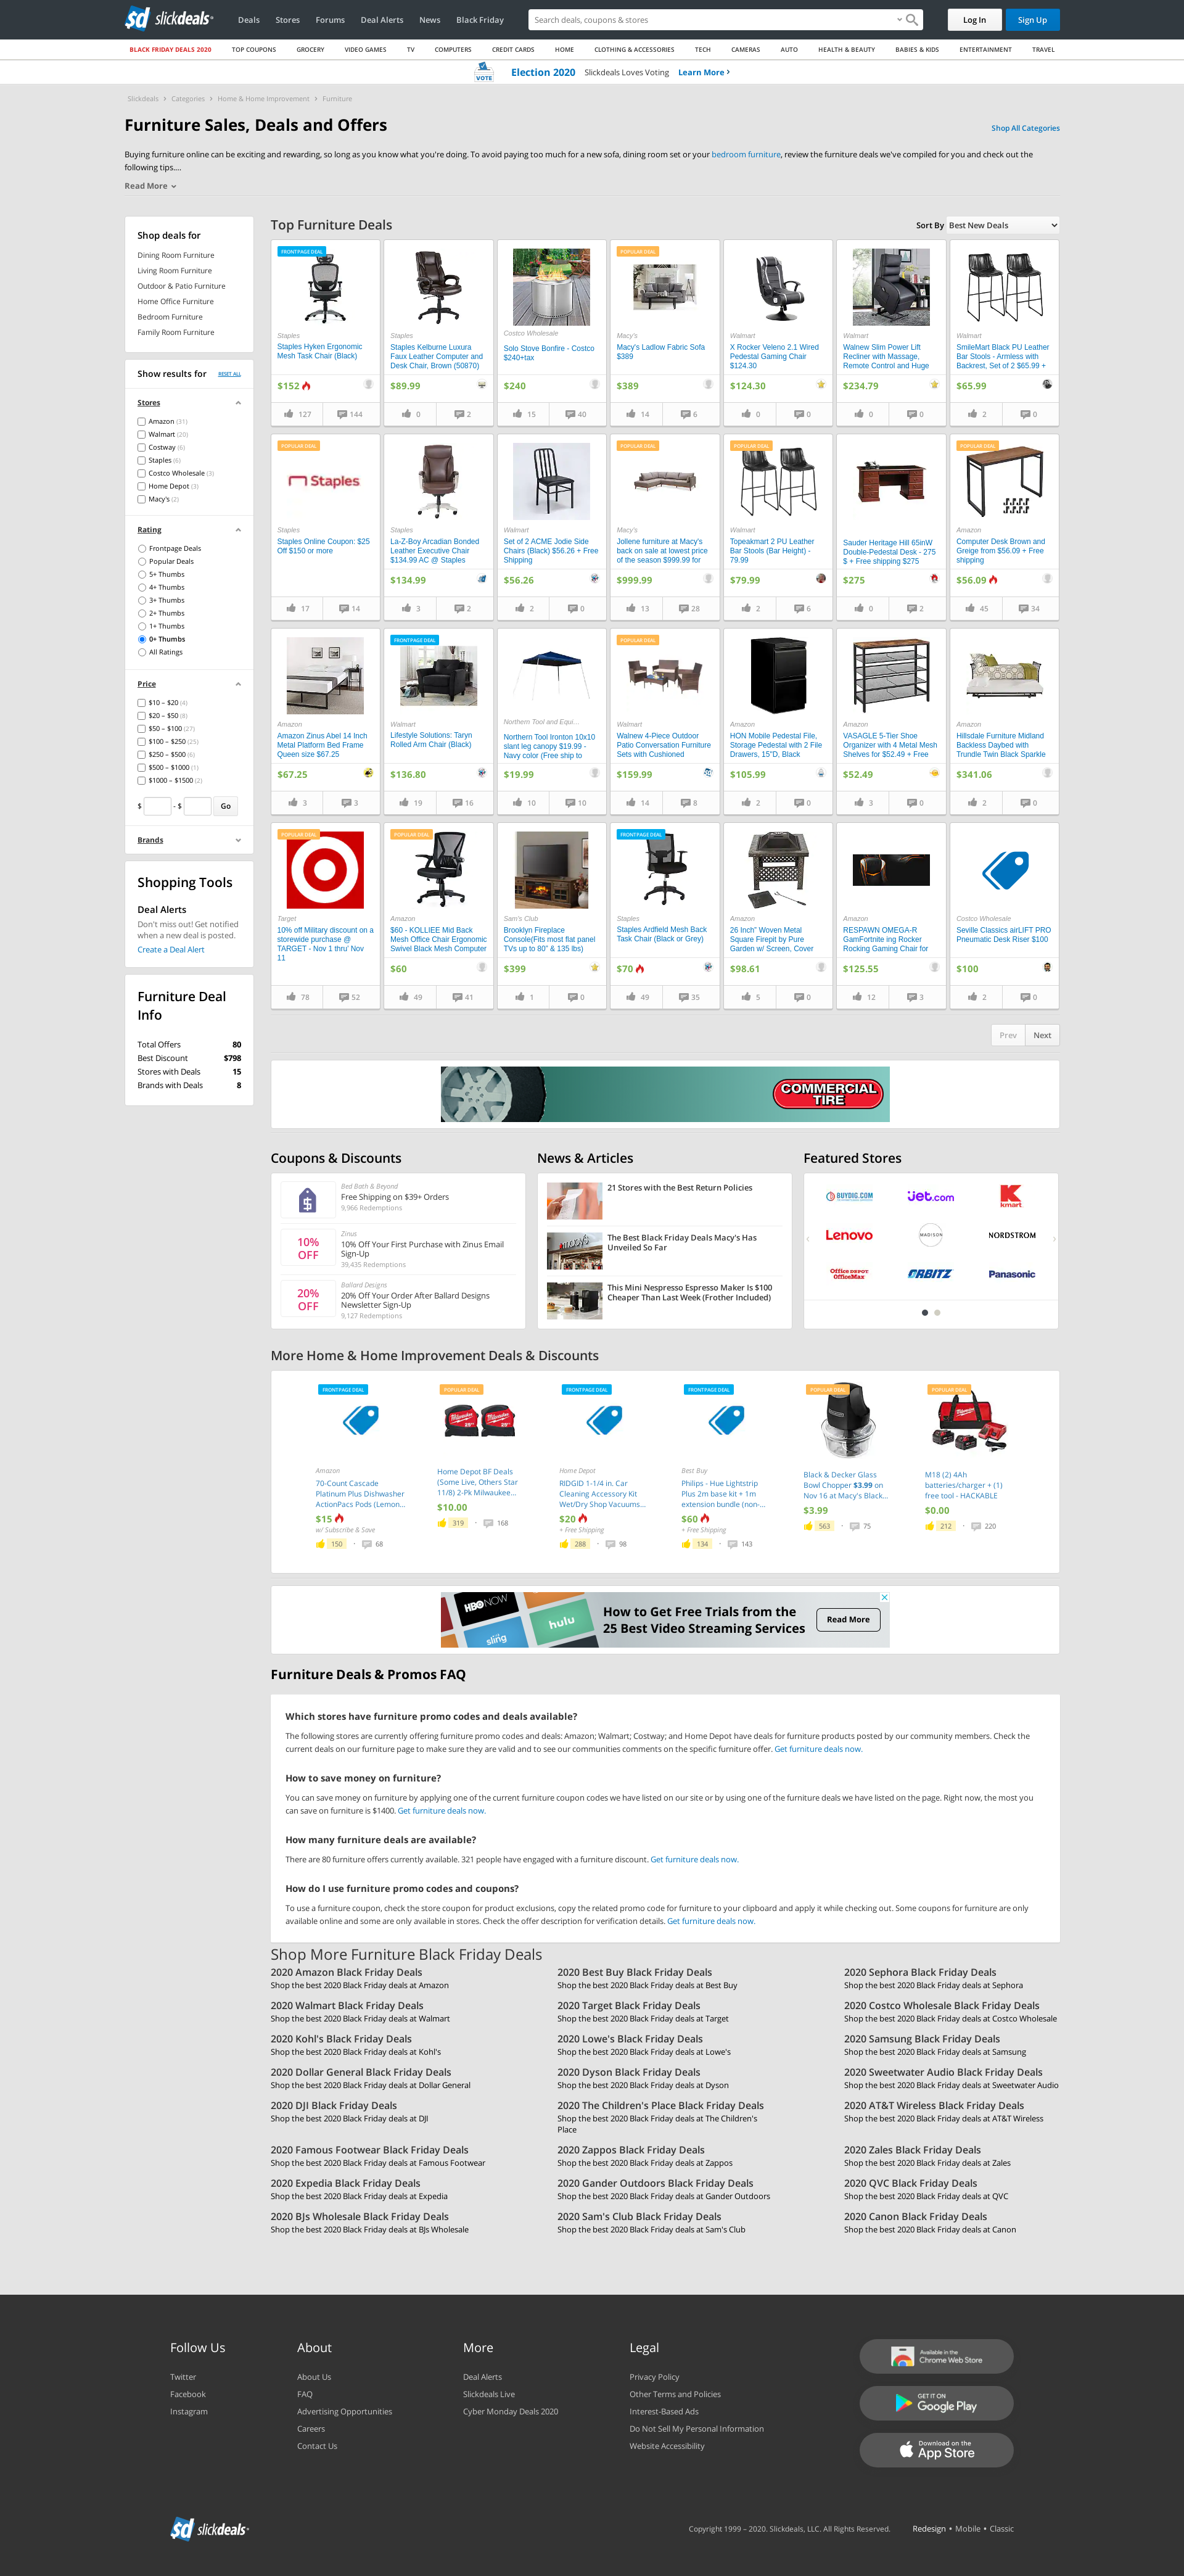 slickdeals
Deals
Stores
Forums
Deal Alerts
News
Black Friday
Search deals, coupons & stores
Log In
Sign Up
BLACK FRIDAY DEALS 2020
TOP COUPONS
GROCERY
VIDEO GAMES
TV
COMPUTERS
CREDIT CARDS
HOME
CLOTHING & ACCESSORIES
TECH
CAMERAS
AUTO
HEALTH & BEAUTY
BABIES & KIDS
ENTERTAINMENT
TRAVEL
VOTE
Election 2020 Slickdeals Loves Voting Learn More ›
Slickdeals › Categories › Home & Home Improvement › Furniture
Furniture Sales, Deals and Offers
Shop All Categories
Buying furniture online can be exciting and rewarding, so long as you know what you're doing. To avoid paying too much for a new sofa, dining room set or your bedroom furniture, review the furniture deals we've compiled for you and check out the
following tips....
Read More
Shop deals for
Dining Room Furniture
Living Room Furniture
Outdoor & Patio Furniture
Home Office Furniture
Bedroom Furniture
Family Room Furniture
Show results for RESET ALL
Stores
Amazon (31)
Walmart (20)
Costway (6)
Staples (6)
Costco Wholesale (3)
Home Depot (3)
Macy's (2)
Rating
Frontpage Deals
Popular Deals
5+ Thumbs
4+ Thumbs
3+ Thumbs
2+ Thumbs
1+ Thumbs
0+ Thumbs
All Ratings
Price
$10 – $20 (4)
$20 – $50 (8)
$50 – $100 (27)
$100 – $250 (25)
$250 – $500 (6)
$500 – $1000 (1)
$1000 – $1500 (2)
$ - $ Go
Brands
Shopping Tools
Deal Alerts
Don't miss out! Get notified
when a new deal is posted.
Create a Deal Alert
Furniture Deal
Info
Total Offers 80
Best Discount $798
Stores with Deals 15
Brands with Deals 8
Top Furniture Deals
Sort By Best New Deals
FRONTPAGE DEAL
Staples
Staples Hyken Ergonomic
Mesh Task Chair (Black)
$152
127 144
Staples
Staples Kelburne Luxura
Faux Leather Computer and
Desk Chair, Brown (50870)
$89.99
0 2
Costco Wholesale
Solo Stove Bonfire - Costco
$240+tax
$240
15 40
POPULAR DEAL
Macy's
Macy's Ladlow Fabric Sofa
$389
$389
14 6
Walmart
X Rocker Veleno 2.1 Wired
Pedestal Gaming Chair
$124.30
$124.30
0 0
Walmart
Walnew Slim Power Lift
Recliner with Massage,
Remote Control and Huge
$234.79
0 0
Walmart
SmileMart Black PU Leather
Bar Stools - Armless with
Backrest, Set of 2 $65.99 +
$65.99
2 0
POPULAR DEAL
Staples
Staples
Staples Online Coupon: $25
Off $150 or more
17 14
Staples
La-Z-Boy Arcadian Bonded
Leather Executive Chair
$134.99 AC @ Staples
$134.99
3 2
Walmart
Set of 2 ACME Jodie Side
Chairs (Black) $56.26 + Free
Shipping
$56.26
2 0
POPULAR DEAL
Macy's
Jollene furniture at Macy's
back on sale at lowest price
of the season $999.99 for
$999.99
13 28
POPULAR DEAL
Walmart
Topeakmart 2 PU Leather
Bar Stools (Bar Height) -
79.99
$79.99
2 6
Sauder Heritage Hill 65inW
Double-Pedestal Desk - 275
$ + Free shipping $275
$275
0 2
POPULAR DEAL
Amazon
Computer Desk Brown and
Greige from $56.09 + Free
shipping
$56.09
45 34
Amazon
Amazon Zinus Abel 14 Inch
Metal Platform Bed Frame
Queen size $67.25
$67.25
3 3
FRONTPAGE DEAL
Walmart
Lifestyle Solutions: Taryn
Rolled Arm Chair (Black)
$136.80
19 16
Northern Tool and Equi...
Northern Tool Ironton 10x10
slant leg canopy $19.99 -
Navy color (Free ship to
$19.99
10 10
POPULAR DEAL
Walmart
Walnew 4-Piece Outdoor
Patio Conversation Furniture
Sets with Cushioned
$159.99
14 8
Amazon
HON Mobile Pedestal File,
Storage Pedestal with 2 File
Drawers, 15"D, Black
$105.99
2 0
Amazon
VASAGLE 5-Tier Shoe
Organizer with 4 Metal Mesh
Shelves for $52.49 + Free
$52.49
3 0
Amazon
Hillsdale Furniture Midland
Backless Daybed with
Trundle Twin Black Sparkle
$341.06
2 0
POPULAR DEAL
Target
10% off Military discount on a
storewide purchase @
TARGET - Nov 1 thru' Nov
11
78 52
POPULAR DEAL
Amazon
$60 - KOLLIEE Mid Back
Mesh Office Chair Ergonomic
Swivel Black Mesh Computer
$60
49 41
Sam's Club
Brooklyn Fireplace
Console(Fits most flat panel
TVs up to 80" & 135 lbs)
$399
1 0
FRONTPAGE DEAL
Staples
Staples Ardfield Mesh Back
Task Chair (Black or Grey)
$70
49 35
Amazon
26 Inch" Woven Metal
Square Firepit by Pure
Garden w/ Screen, Cover
$98.61
5 0
Amazon
RESPAWN OMEGA-R
GamFortnite ing Rocker
Rocking Gaming Chair for
$125.55
12 3
Costco Wholesale
Seville Classics airLIFT PRO
Pneumatic Desk Riser $100
$100
2 0
Prev Next
COMMERCIAL
TIRE
Coupons & Discounts
Bed Bath & Beyond
Free Shipping on $39+ Orders
9,966 Redemptions
10%
OFF
Zinus
10% Off Your First Purchase with Zinus Email
Sign-Up
39,435 Redemptions
20%
OFF
Ballard Designs
20% Off Your Order After Ballard Designs
Newsletter Sign-Up
9,127 Redemptions
News & Articles
21 Stores with the Best Return Policies
The Best Black Friday Deals Macy's Has
Unveiled So Far
This Mini Nespresso Espresso Maker Is $100
Cheaper Than Last Week (Frother Included)
Featured Stores
BUYDIG.COM
Jet.com
Kmart
Lenovo
MADISON
NORDSTROM
Office DEPOT
OfficeMax
ORBITZ
Panasonic
More Home & Home Improvement Deals & Discounts
FRONTPAGE DEAL
Amazon
70-Count Cascade
Platinum Plus Dishwasher
ActionPacs Pods (Lemon...
$15
w/ Subscribe & Save
150 68
POPULAR DEAL
Home Depot BF Deals
(Some Live, Others Star
11/8) 2-Pk Milwaukee...
$10.00
319 168
FRONTPAGE DEAL
Home Depot
RIDGID 1-1/4 in. Car
Cleaning Accessory Kit
Wet/Dry Shop Vacuums...
$20
+ Free Shipping
288 98
FRONTPAGE DEAL
Best Buy
Philips - Hue Lightstrip
Plus 2m base kit + 1m
extension bundle (non-...
$60
+ Free Shipping
134 143
POPULAR DEAL
Black & Decker Glass
Bowl Chopper $3.99 on
Nov 16 at Macy's Black...
$3.99
563 75
POPULAR DEAL
M18 (2) 4Ah
batteries/charger + (1)
free tool - HACKABLE
$0.00
212 220
HBO NOW
hulu
sling
How to Get Free Trials from the
25 Best Video Streaming Services
Read More
Furniture Deals & Promos FAQ
Which stores have furniture promo codes and deals available?
The following stores are currently offering furniture promo codes and deals: Amazon; Walmart; Costway; and Home Depot have deals for furniture products posted by our community members. Check the
current deals on our furniture page to make sure they are valid and to see our communities comments on the specific furniture offer. Get furniture deals now.
How to save money on furniture?
You can save money on furniture by applying one of the current furniture coupon codes we have listed on our site or by using one of the furniture deals we have listed on the page. Right now, the most you
can save on furniture is $1400. Get furniture deals now.
How many furniture deals are available?
There are 80 furniture offers currently available. 321 people have engaged with a furniture discount. Get furniture deals now.
How do I use furniture promo codes and coupons?
To use a furniture coupon, check the store coupon for product exclusions, copy the related promo code for furniture to your clipboard and apply it while checking out. Some coupons for furniture are only
available online and some are only available in stores. Check the offer description for verification details. Get furniture deals now.
Shop More Furniture Black Friday Deals
2020 Amazon Black Friday Deals
Shop the best 2020 Black Friday deals at Amazon
2020 Best Buy Black Friday Deals
Shop the best 2020 Black Friday deals at Best Buy
2020 Sephora Black Friday Deals
Shop the best 2020 Black Friday deals at Sephora
2020 Walmart Black Friday Deals
Shop the best 2020 Black Friday deals at Walmart
2020 Target Black Friday Deals
Shop the best 2020 Black Friday deals at Target
2020 Costco Wholesale Black Friday Deals
Shop the best 2020 Black Friday deals at Costco Wholesale
2020 Kohl's Black Friday Deals
Shop the best 2020 Black Friday deals at Kohl's
2020 Lowe's Black Friday Deals
Shop the best 2020 Black Friday deals at Lowe's
2020 Samsung Black Friday Deals
Shop the best 2020 Black Friday deals at Samsung
2020 Dollar General Black Friday Deals
Shop the best 2020 Black Friday deals at Dollar General
2020 Dyson Black Friday Deals
Shop the best 2020 Black Friday deals at Dyson
2020 Sweetwater Audio Black Friday Deals
Shop the best 2020 Black Friday deals at Sweetwater Audio
2020 DJI Black Friday Deals
Shop the best 2020 Black Friday deals at DJI
2020 The Children's Place Black Friday Deals
Shop the best 2020 Black Friday deals at The Children's
Place
2020 AT&T Wireless Black Friday Deals
Shop the best 2020 Black Friday deals at AT&T Wireless
2020 Famous Footwear Black Friday Deals
Shop the best 2020 Black Friday deals at Famous Footwear
2020 Zappos Black Friday Deals
Shop the best 2020 Black Friday deals at Zappos
2020 Zales Black Friday Deals
Shop the best 2020 Black Friday deals at Zales
2020 Expedia Black Friday Deals
Shop the best 2020 Black Friday deals at Expedia
2020 Gander Outdoors Black Friday Deals
Shop the best 2020 Black Friday deals at Gander Outdoors
2020 QVC Black Friday Deals
Shop the best 2020 Black Friday deals at QVC
2020 BJs Wholesale Black Friday Deals
Shop the best 2020 Black Friday deals at BJs Wholesale
2020 Sam's Club Black Friday Deals
Shop the best 2020 Black Friday deals at Sam's Club
2020 Canon Black Friday Deals
Shop the best 2020 Black Friday deals at Canon
Follow Us
Twitter
Facebook
Instagram
About
About Us
FAQ
Advertising Opportunities
Careers
Contact Us
More
Deal Alerts
Slickdeals Live
Cyber Monday Deals 2020
Legal
Privacy Policy
Other Terms and Policies
Interest-Based Ads
Do Not Sell My Personal Information
Website Accessibility
Available in the
Chrome Web Store
GET IT ON
Google Play
Download on the
App Store
slickdeals
Copyright 1999 – 2020. Slickdeals, LLC. All Rights Reserved.
Redesign • Mobile • Classic